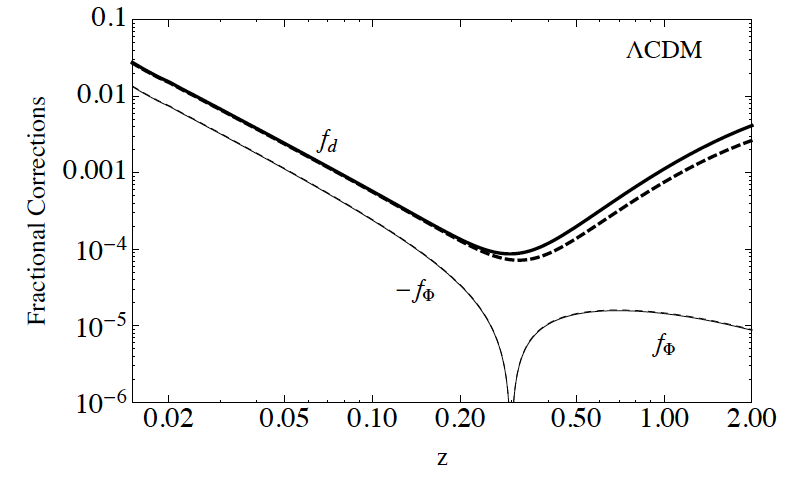 0.1
ΛCDM
0.01
f_d
0.001
10⁻⁴
−f_Φ
10⁻⁵
f_Φ
10⁻⁶
Fractional Corrections
0.02 0.05 0.10 0.20 0.50 1.00 2.00
z